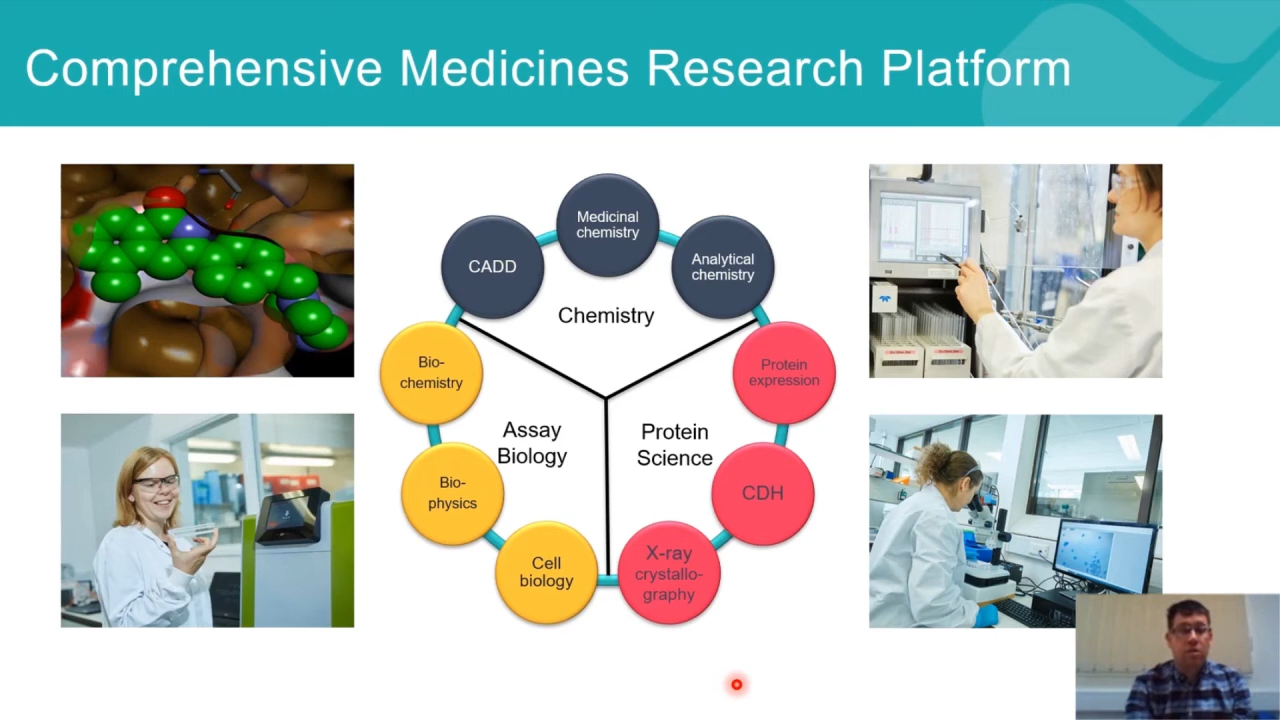 Comprehensive Medicines Research Platform
Medicinal
chemistry
CADD
Analytical
chemistry
Chemistry
Bio-
chemistry
Protein
expression
Assay
Biology
Protein
Science
Bio-
physics
CDH
Cell
biology
X-ray
crystallo-
graphy